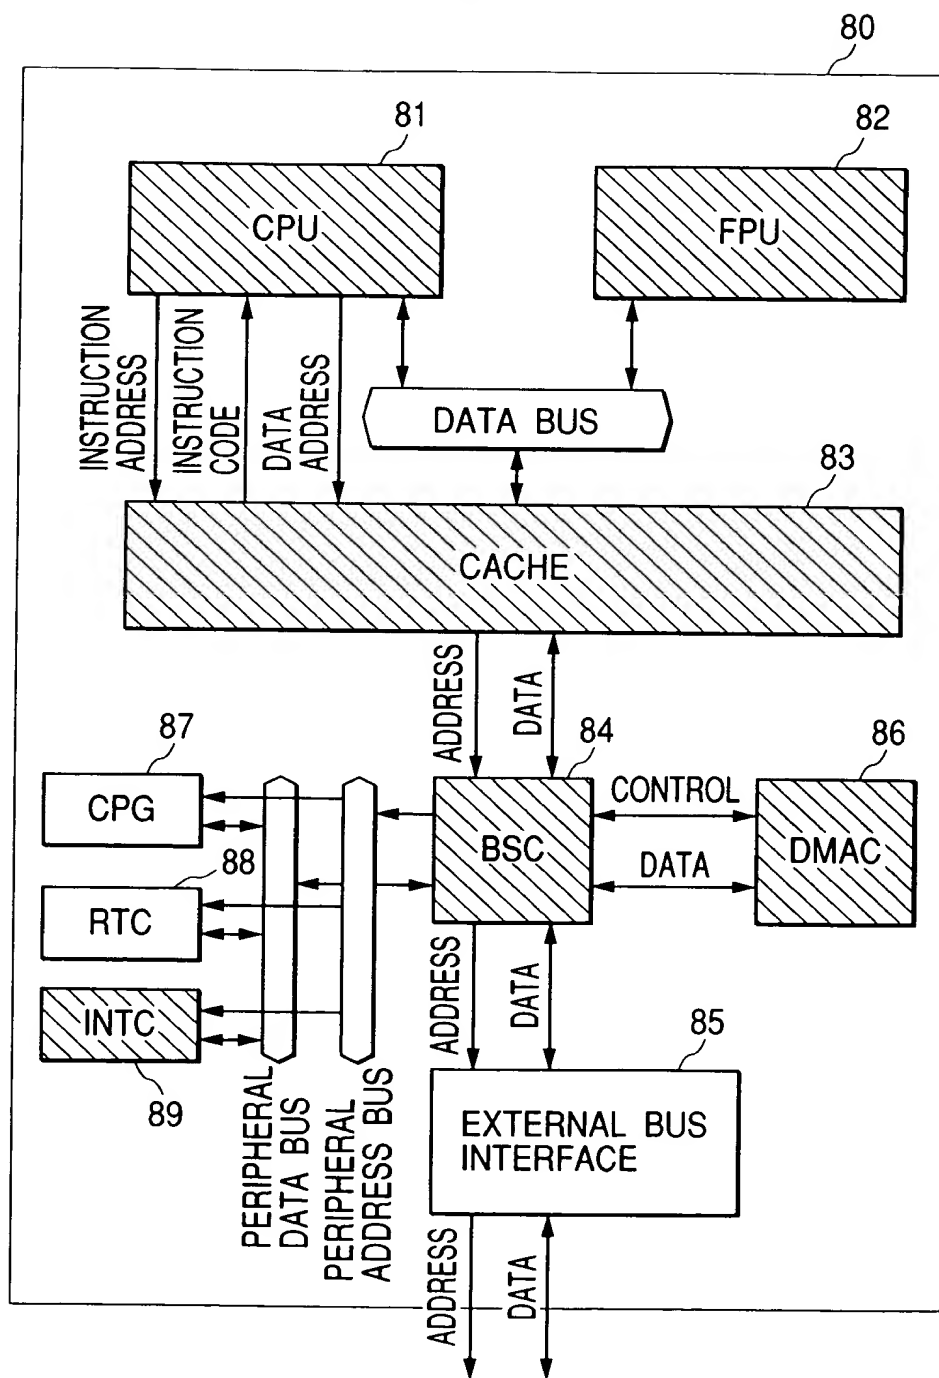 80
81
82
CPU
FPU
INSTRUCTION
ADDRESS
INSTRUCTION
CODE
DATA
ADDRESS
DATA BUS
83
CACHE
ADDRESS
DATA
87
84
86
CPG
CONTROL
BSC
DMAC
DATA
88
RTC
ADDRESS
DATA
INTC
85
89
PERIPHERAL
DATA BUS
PERIPHERAL
ADDRESS BUS
EXTERNAL BUS
INTERFACE
ADDRESS
DATA